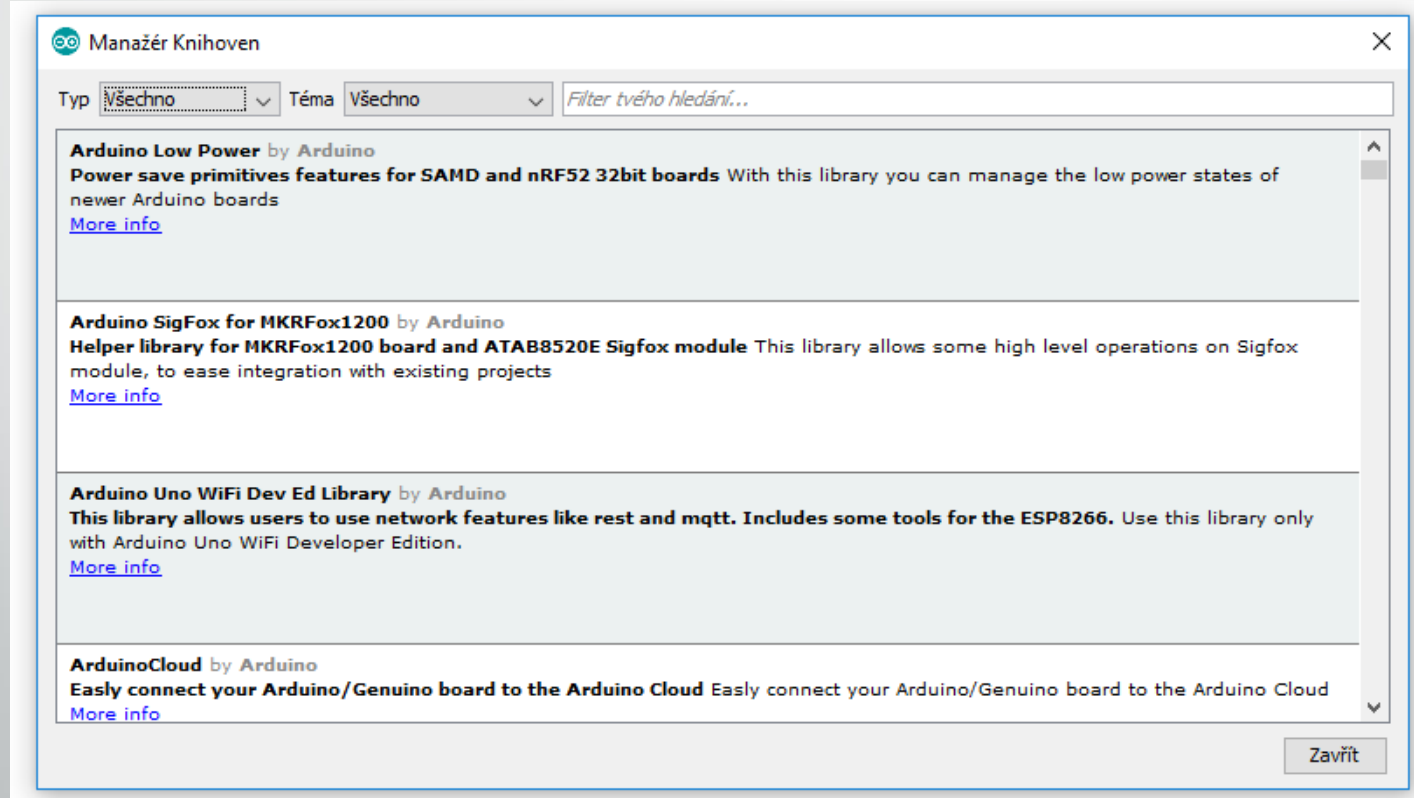 Manažér Knihoven
Typ Všechno Téma Všechno Filter tvého hledání...
Arduino Low Power by Arduino
Power save primitives features for SAMD and nRF52 32bit boards With this library you can manage the low power states of
newer Arduino boards
More info
Arduino SigFox for MKRFox1200 by Arduino
Helper library for MKRFox1200 board and ATAB8520E Sigfox module This library allows some high level operations on Sigfox
module, to ease integration with existing projects
More info
Arduino Uno WiFi Dev Ed Library by Arduino
This library allows users to use network features like rest and mqtt. Includes some tools for the ESP8266. Use this library only
with Arduino Uno WiFi Developer Edition.
More info
ArduinoCloud by Arduino
Easly connect your Arduino/Genuino board to the Arduino Cloud Easly connect your Arduino/Genuino board to the Arduino Cloud
More info
Zavřít